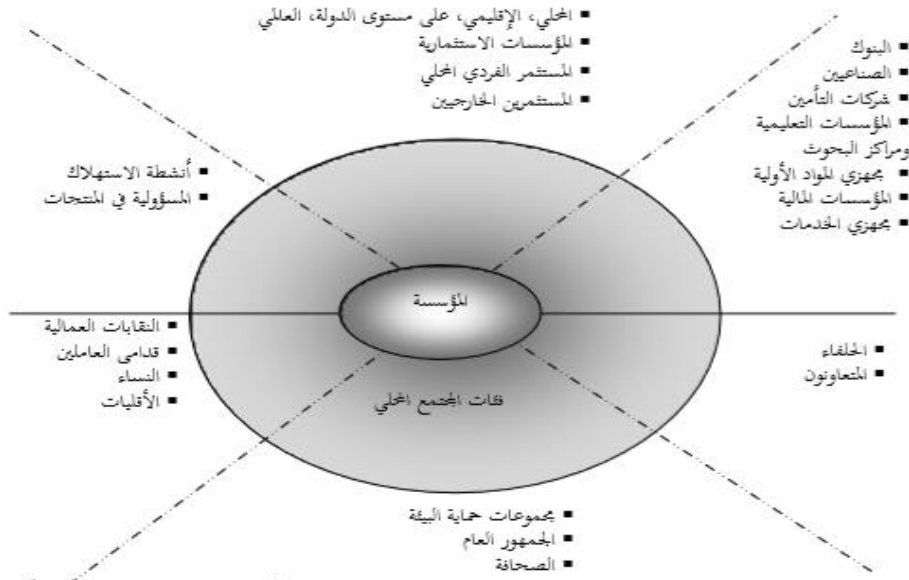 المحلي، الإقليمي، على مستوى الدولة، العالمي
المؤسسات الاستثمارية
المستثمر الفردي المحلي
المستثمرين الخارجيين
البنوك
الصناعيين
شركات التأمين
المؤسسات التعليمية
ومراكز البحوث
مجهزي المواد الأولية
المؤسسات المالية
مجهزي الخدمات
أنشطة الاستهلاك
المسؤولية في المنتجات
المؤسسة
النقابات العمالية
قدامى العاملين
النساء
الأقليات
الحلفاء
المتعاونون
فئات المجتمع المحلي
مجموعات حماية البيئة
الجمهور العام
الصحافة